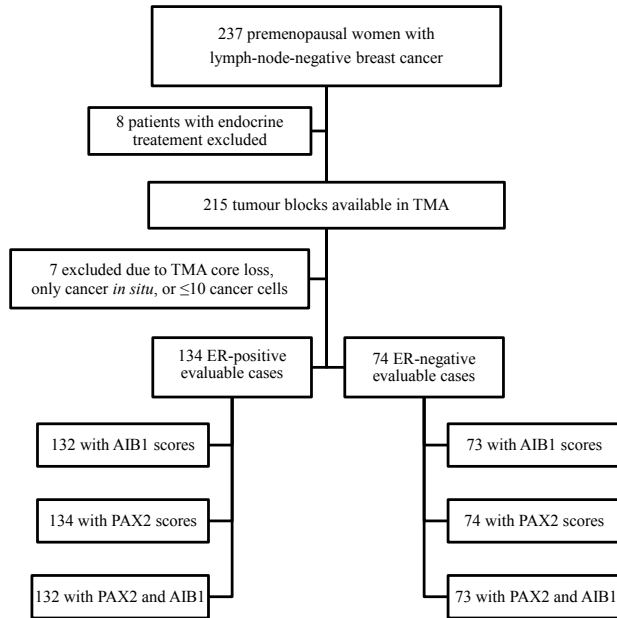 237 premenopausal women with
lymph-node-negative breast cancer
8 patients with endocrine
treatement excluded
215 tumour blocks available in TMA
7 excluded due to TMA core loss,
only cancer in situ, or ≤10 cancer cells
134 ER-positive
evaluable cases
74 ER-negative
evaluable cases
132 with AIB1 scores
73 with AIB1 scores
134 with PAX2 scores
74 with PAX2 scores
132 with PAX2 and AIB1
73 with PAX2 and AIB1